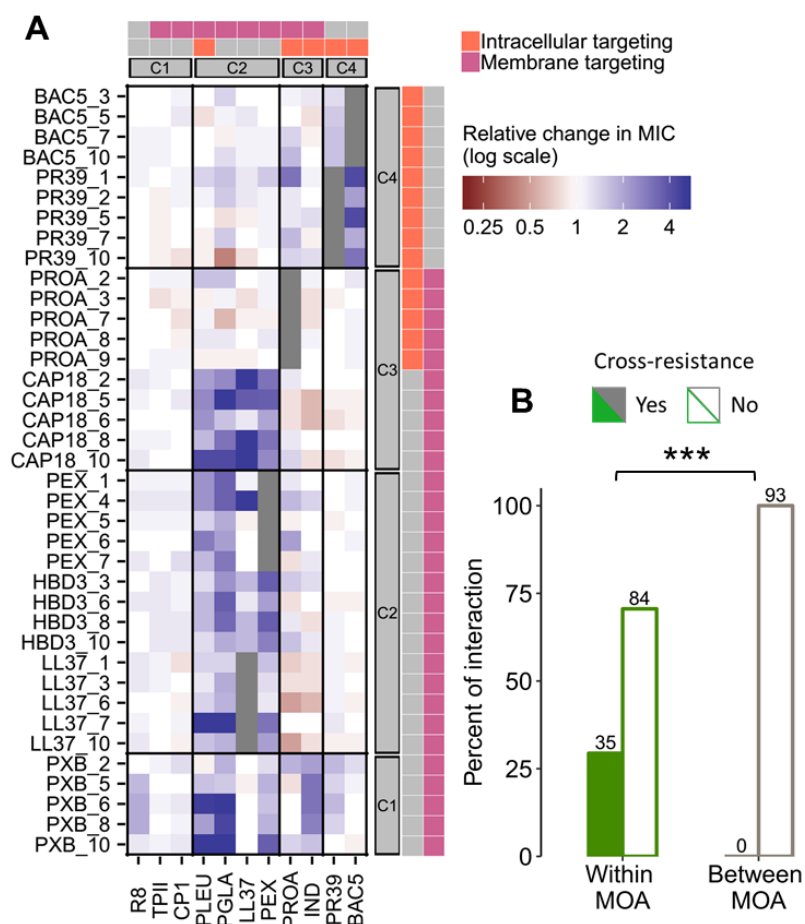 A
C1 C2 C3 C4
Intracellular targeting
Membrane targeting
Relative change in MIC
(log scale)
0.25 0.5 1 2 4
BAC5_3
BAC5_5
BAC5_7
BAC5_10
PR39_1
PR39_2
PR39_5
PR39_7
PR39_10
PROA_2
PROA_3
PROA_7
PROA_8
PROA_9
CAP18_2
CAP18_5
CAP18_6
CAP18_8
CAP18_10
PEX_1
PEX_4
PEX_5
PEX_6
PEX_7
HBD3_3
HBD3_6
HBD3_8
HBD3_10
LL37_1
LL37_3
LL37_6
LL37_7
LL37_10
PXB_2
PXB_5
PXB_6
PXB_8
PXB_10
C4
C3
C2
C1
R8
TPII
CP1
PLEU
PGLA
LL37
PEX
PROA
IND
PR39
BAC5
B
Cross-resistance
Yes No
***
Percent of interaction
100
75
50
25
0
35
84
0
93
Within
MOA
Between
MOA